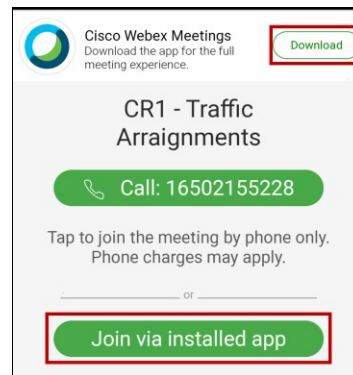 Cisco Webex Meetings
Download the app for the full
meeting experience.
Download
CR1 - Traffic
Arraignments
Call: 16502155228
Tap to join the meeting by phone only.
Phone charges may apply.
or
Join via installed app